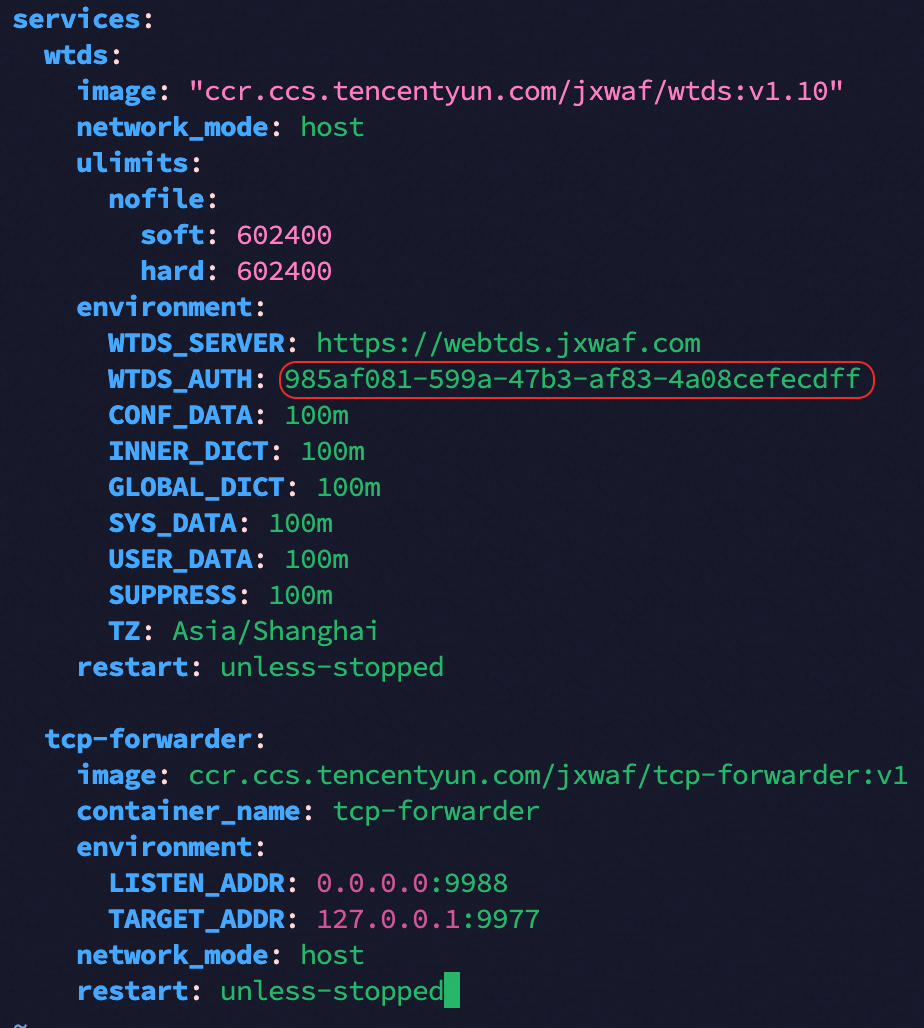 services:
  wtds:
    image: "ccr.ccs.tencentyun.com/jxwaf/wtds:v1.10"
    network_mode: host
    ulimits:
      nofile:
        soft: 602400
        hard: 602400
    environment:
      WTDS_SERVER: https://webtds.jxwaf.com
      WTDS_AUTH: 985af081-599a-47b3-af83-4a08cefecdff
      CONF_DATA: 100m
      INNER_DICT: 100m
      GLOBAL_DICT: 100m
      SYS_DATA: 100m
      USER_DATA: 100m
      SUPPRESS: 100m
      TZ: Asia/Shanghai
    restart: unless-stopped

  tcp-forwarder:
    image: ccr.ccs.tencentyun.com/jxwaf/tcp-forwarder:v1
    container_name: tcp-forwarder
    environment:
      LISTEN_ADDR: 0.0.0.0:9988
      TARGET_ADDR: 127.0.0.1:9977
    network_mode: host
    restart: unless-stopped
~